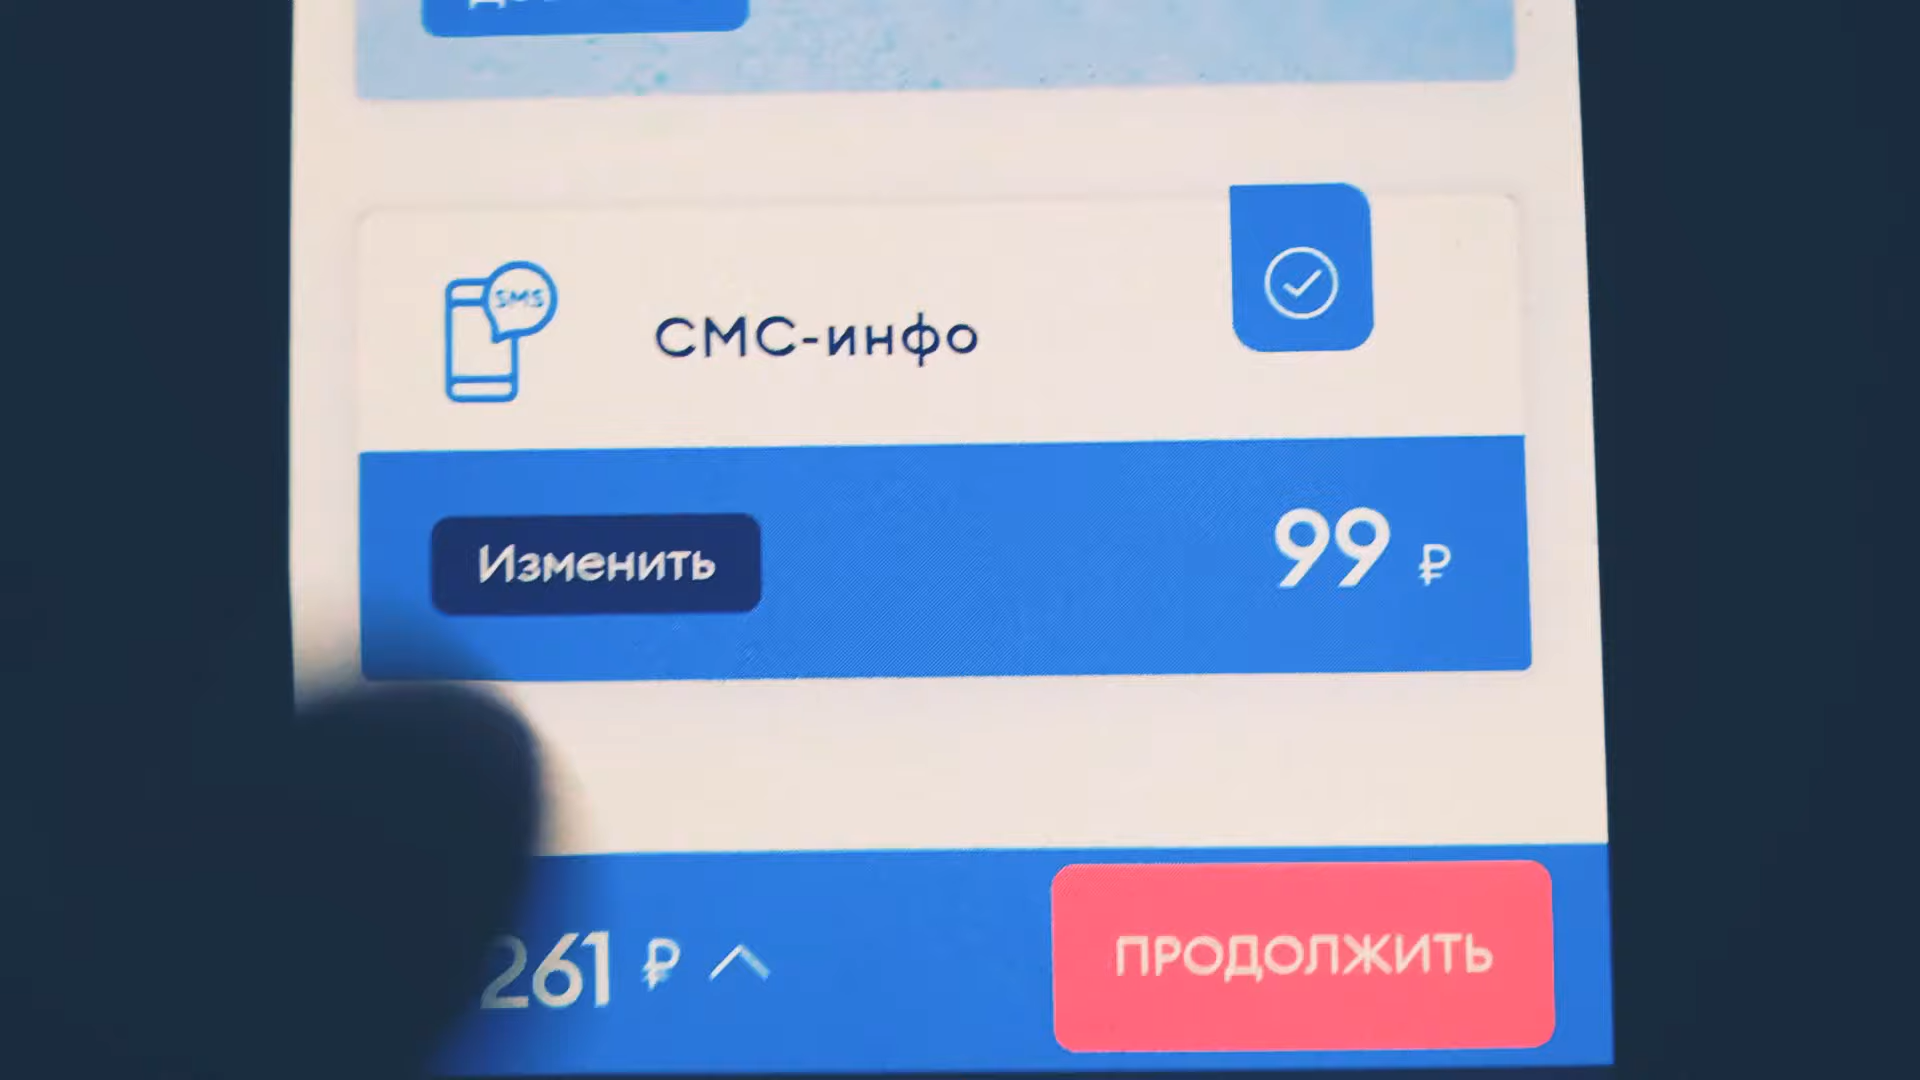 SMS
СМС-инфо
Изменить
99 ₽
261 ₽
ПРОДОЛЖИТЬ